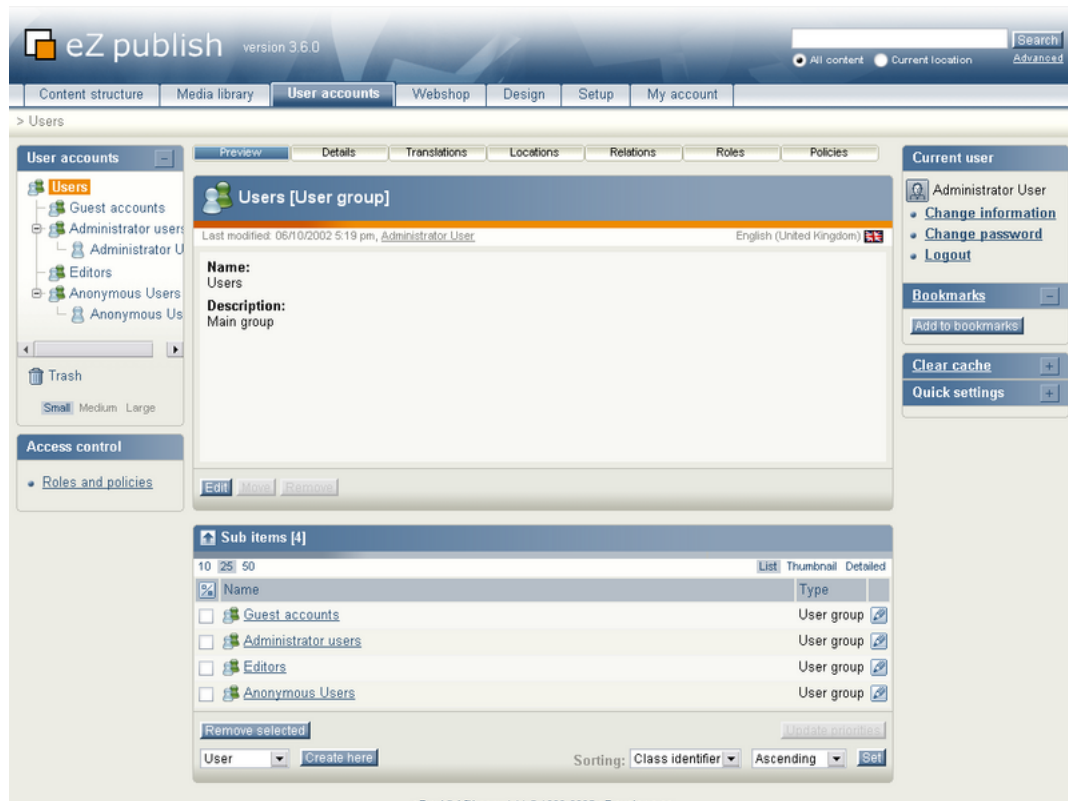 eZ publish version 3.6.0
Search
All content Current location Advanced
Content structure Media library User accounts Webshop Design Setup My account
> Users
User accounts
Users
Guest accounts
Administrator users
Administrator U
Editors
Anonymous Users
Anonymous Us
Trash
Small Medium Large
Access control
Roles and policies
Preview Details Translations Locations Relations Roles Policies
Users [User group]
Last modified: 06/10/2002 5:19 pm, Administrator User English (United Kingdom)
Name:
Users
Description:
Main group
Edit Move Remove
Sub items [4]
10 25 50 List Thumbnail Detailed
Name Type
Guest accounts User group
Administrator users User group
Editors User group
Anonymous Users User group
Remove selected Update priorities
User Create here Sorting: Class identifier Ascending Set
Current user
Administrator User
Change information
Change password
Logout
Bookmarks
Add to bookmarks
Clear cache
Quick settings